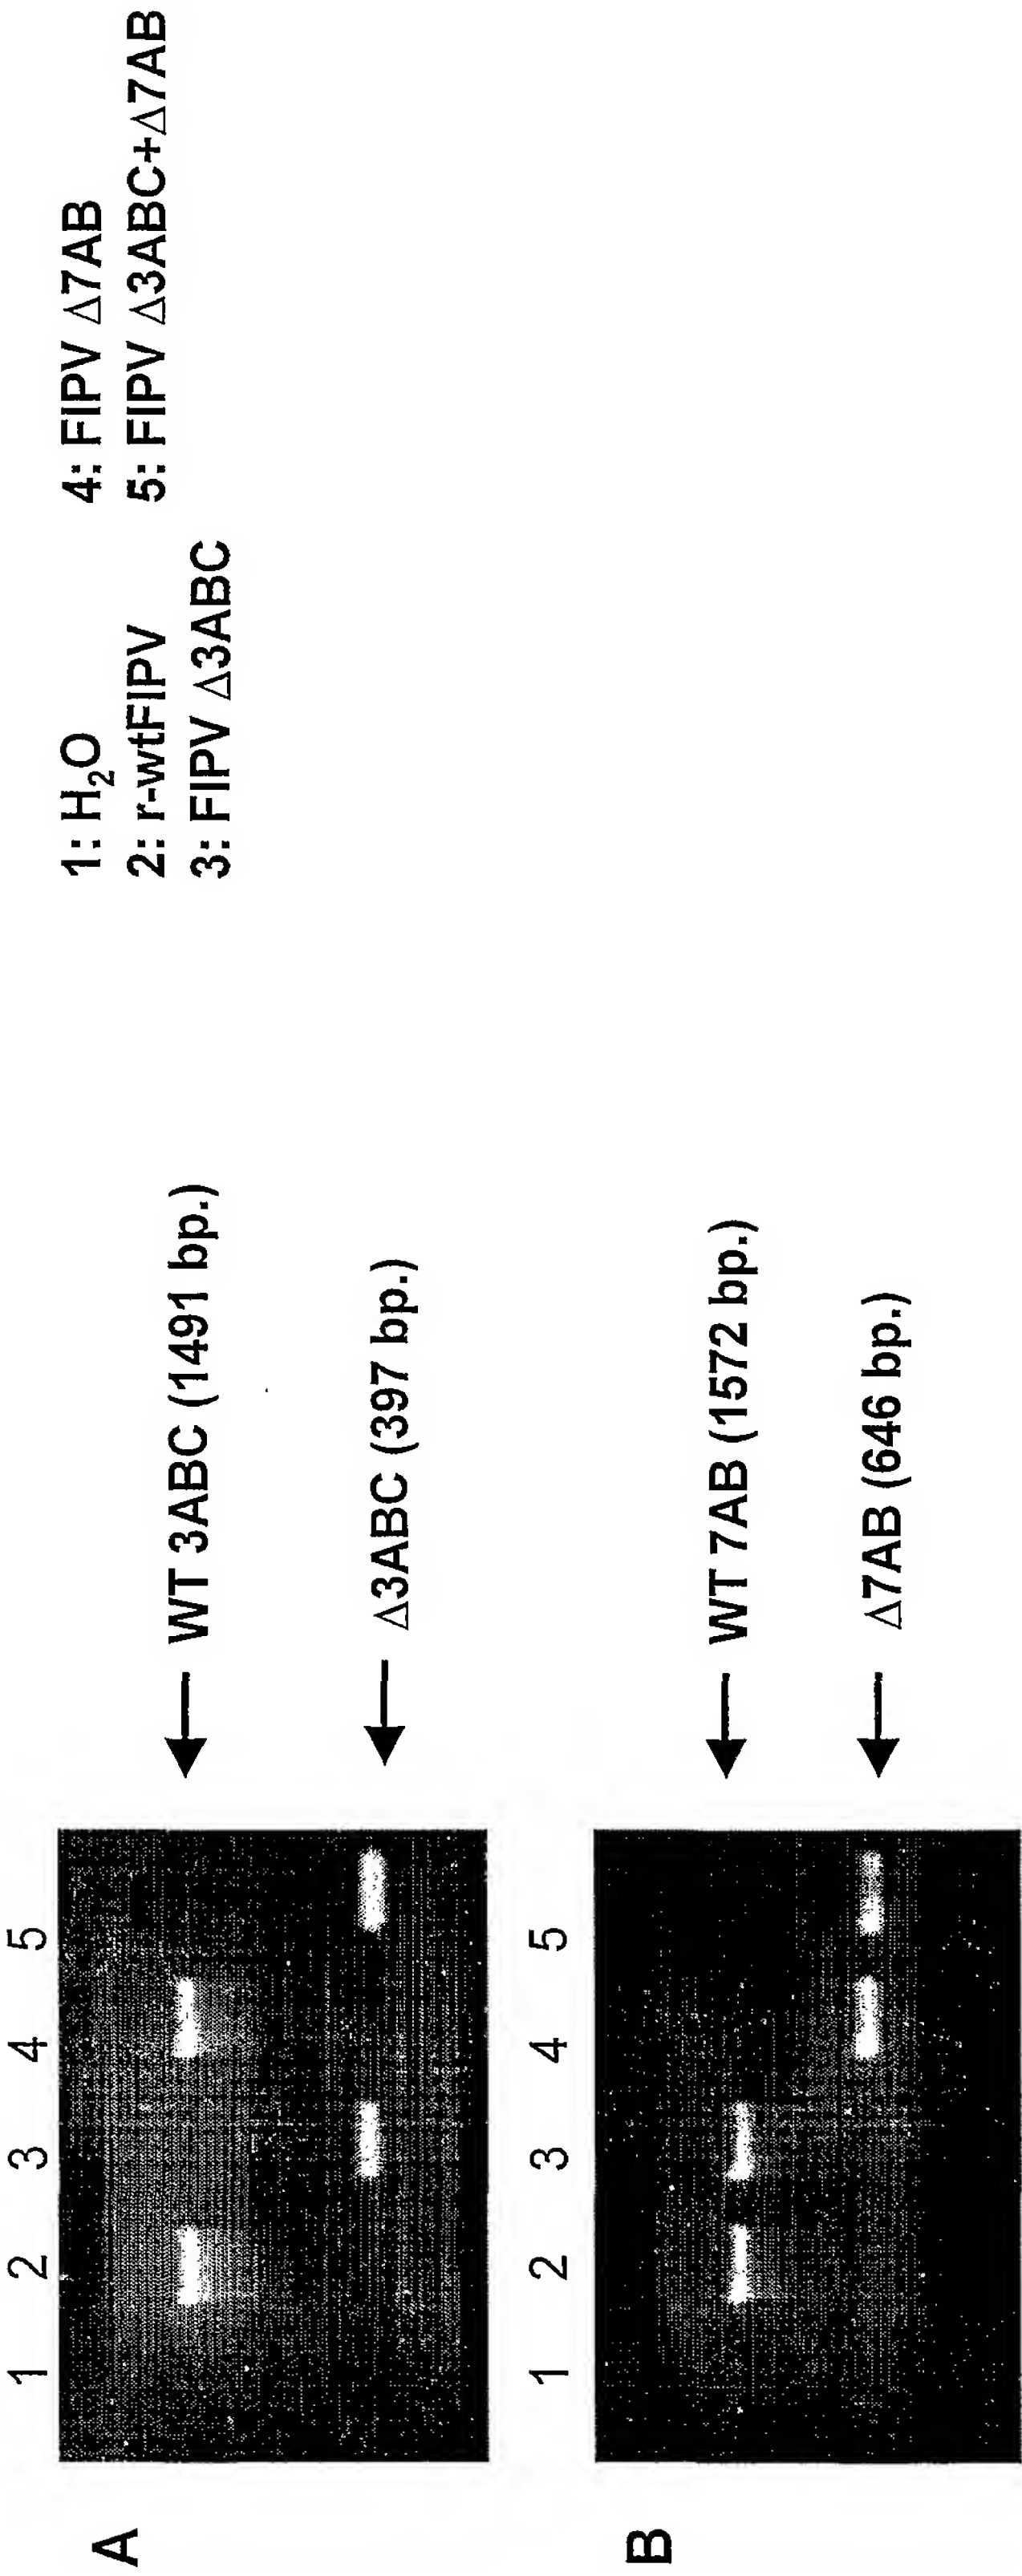 A
1 2 3 4 5
← WT 3ABC (1491 bp.)
← Δ3ABC (397 bp.)
1: H₂O
2: r-wtFIPV
3: FIPV Δ3ABC
4: FIPV Δ7AB
5: FIPV Δ3ABC+Δ7AB
B
1 2 3 4 5
← WT 7AB (1572 bp.)
← Δ7AB (646 bp.)